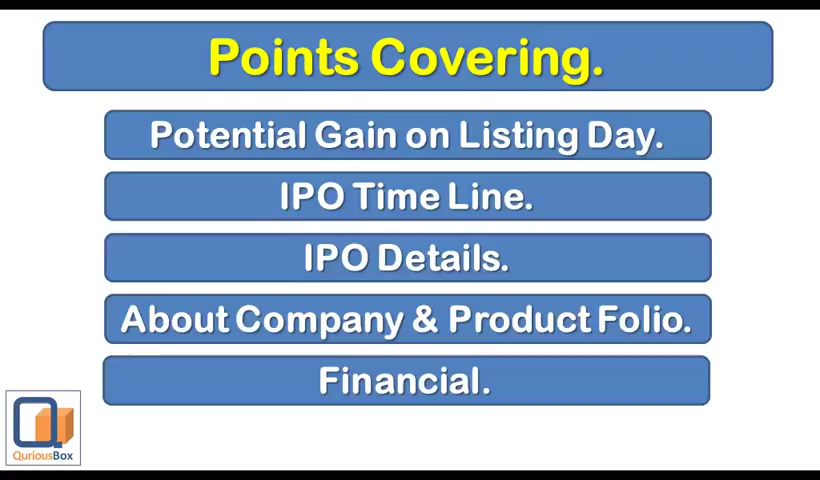 Points Covering.
Potential Gain on Listing Day.
IPO Time Line.
IPO Details.
About Company & Product Folio.
Financial.
QuriousBox